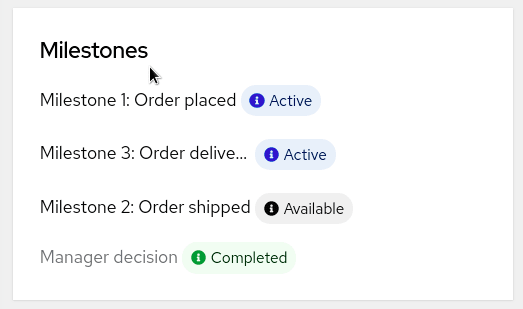 Milestones
Milestone 1: Order placed Active
Milestone 3: Order delive... Active
Milestone 2: Order shipped Available
Manager decision Completed